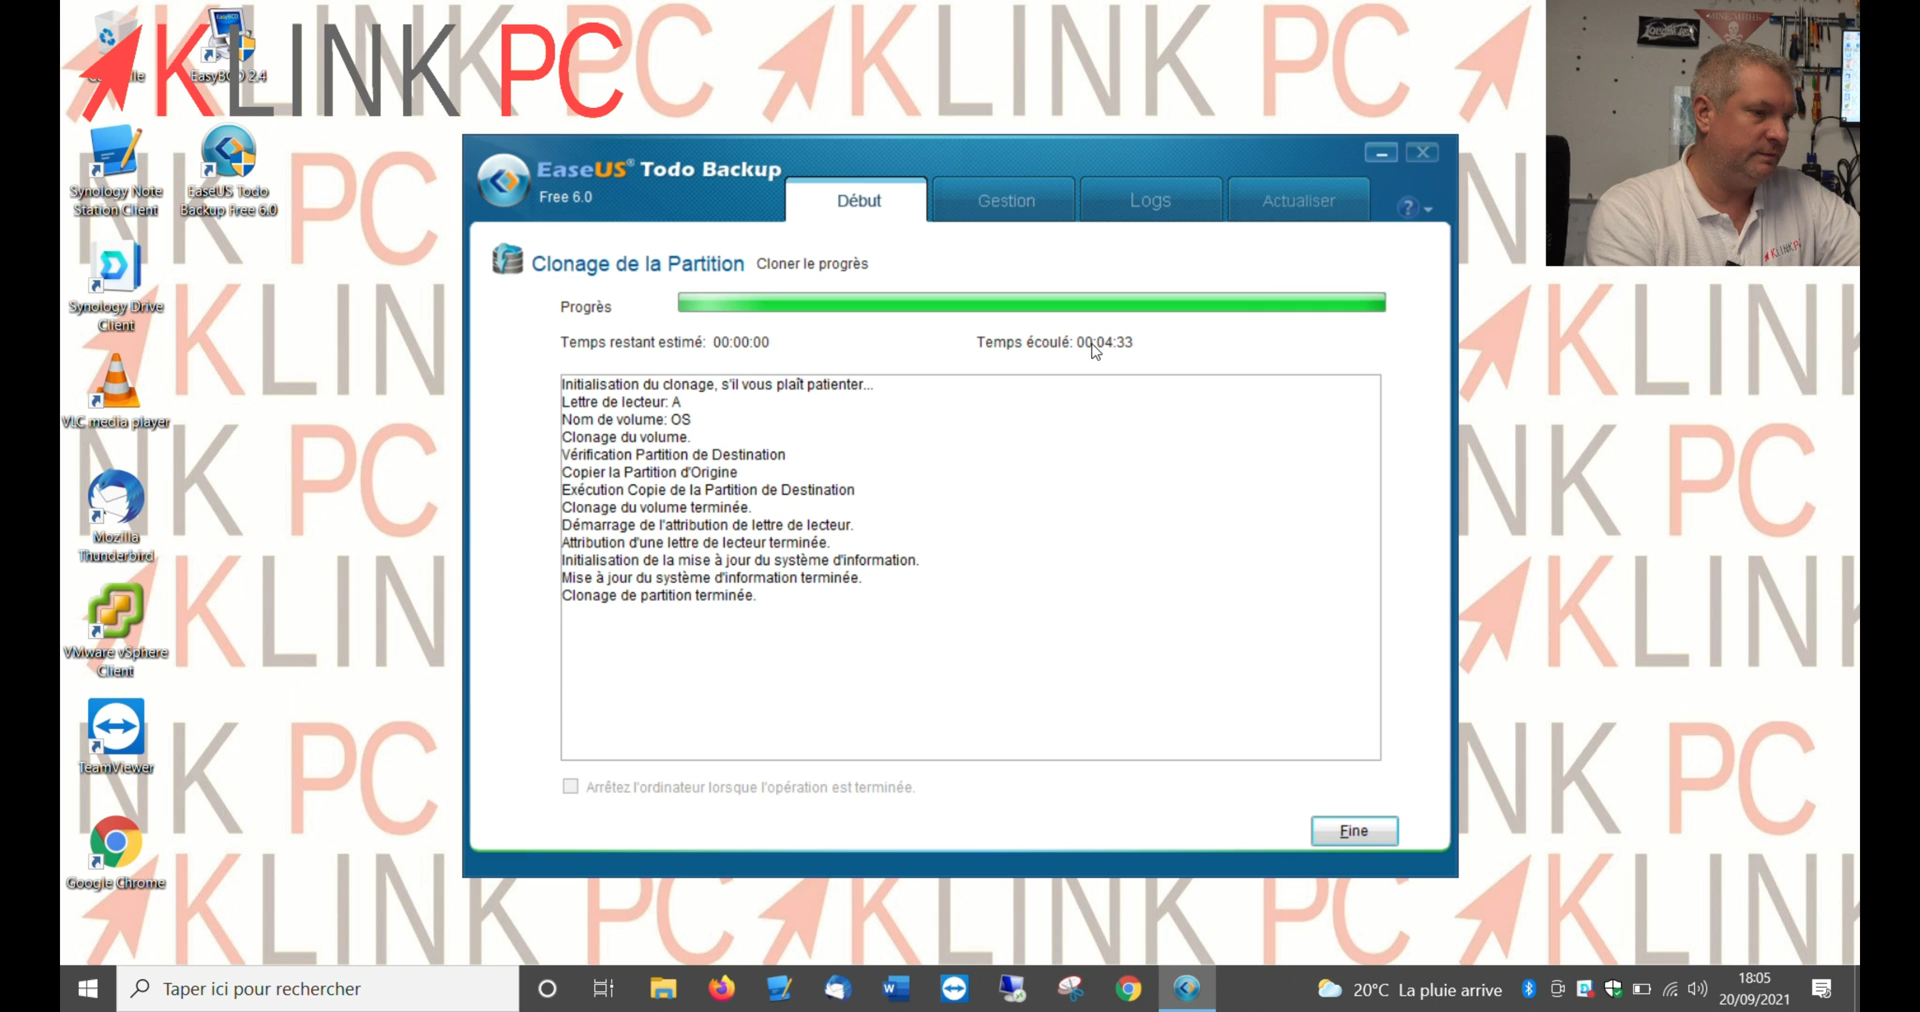 KLINK PC
EasyBCD 2.4
Synology Note
Station Client
EaseUS Todo
Backup Free 6.0
Synology Drive
Client
VLC media player
Mozilla
Thunderbird
VMware vSphere
Client
TeamViewer
Google Chrome
EaseUS® Todo Backup
Free 6.0
Début
Gestion
Logs
Actualiser
Clonage de la Partition Cloner le progrès
Progrès
Temps restant estimé: 00:00:00
Temps écoulé: 00:04:33
Initialisation du clonage, s'il vous plaît patienter...
Lettre de lecteur: A
Nom de volume: OS
Clonage du volume.
Vérification Partition de Destination
Copier la Partition d'Origine
Exécution Copie de la Partition de Destination
Clonage du volume terminée.
Démarrage de l'attribution de lettre de lecteur.
Attribution d'une lettre de lecteur terminée.
Initialisation de la mise à jour du système d'information.
Mise à jour du système d'information terminée.
Clonage de partition terminée.
Arrêtez l'ordinateur lorsque l'opération est terminée.
Fine
Taper ici pour rechercher
20°C La pluie arrive
18:05
20/09/2021